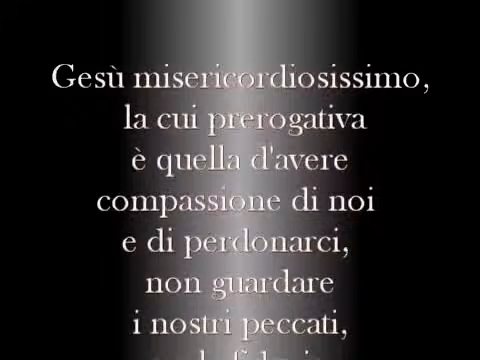 Gesù misericordiosissimo,
la cui prerogativa
è quella d'avere
compassione di noi
e di perdonarci,
non guardare
i nostri peccati,